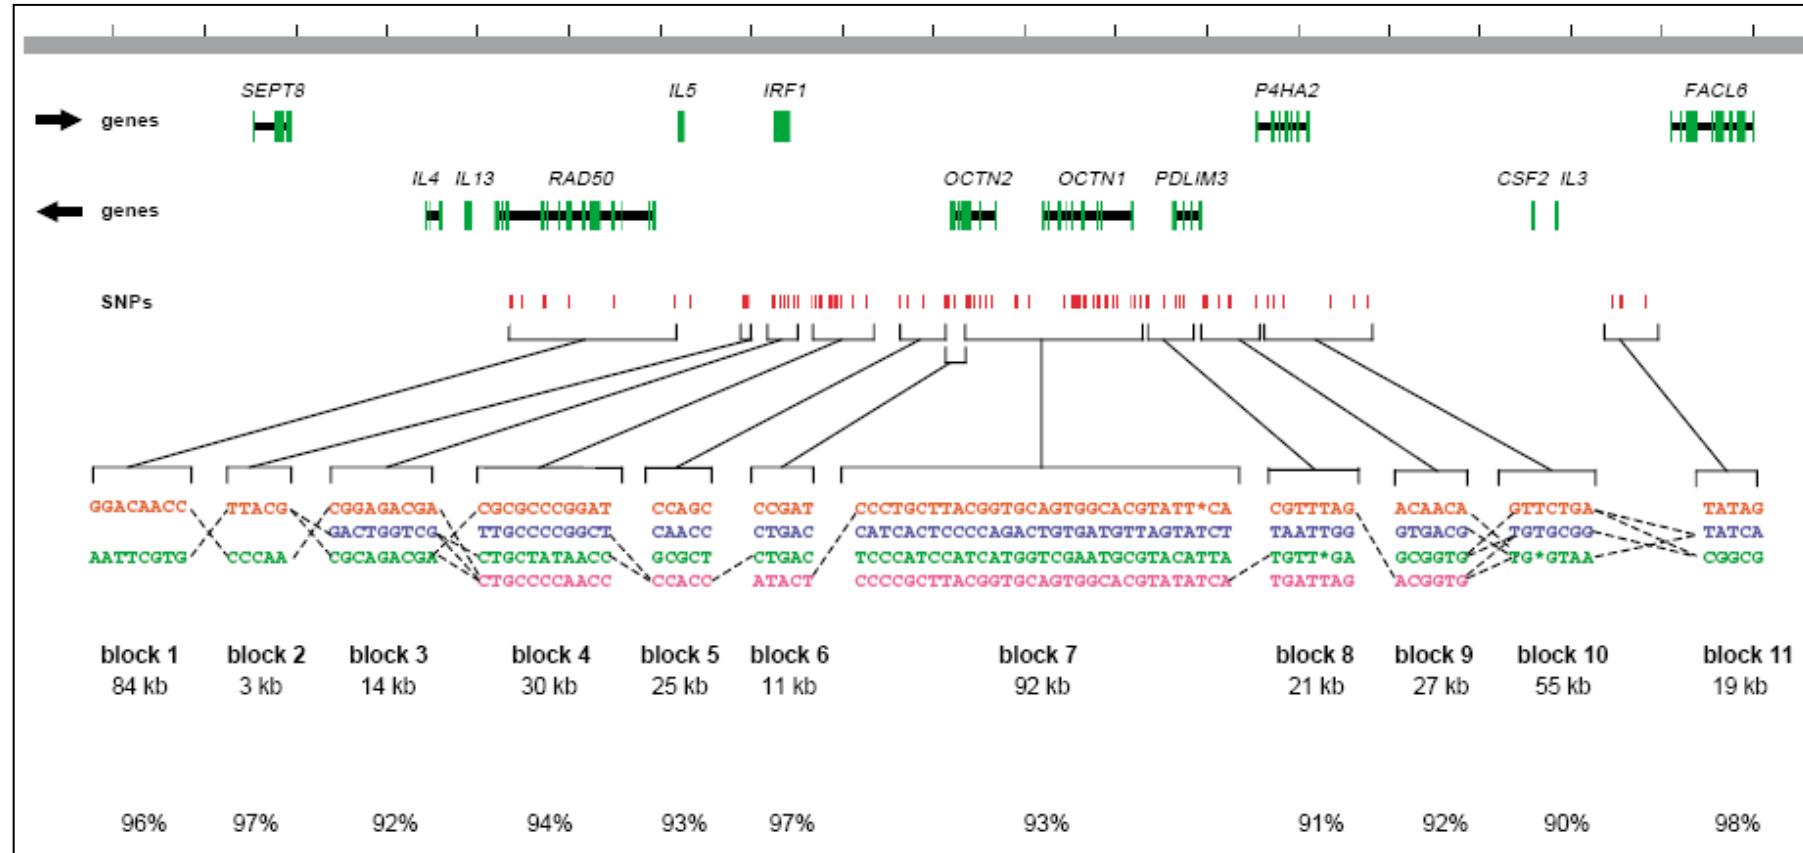 SEPT8 IL5 IRF1 P4HA2 FACL6
genes
IL4 IL13 RAD50 OCTN2 OCTN1 PDLIM3 CSF2 IL3
genes
SNPs
GGACAACC TTACG CGGAGACGA CGCGCCCGGAT CCAGC CCGAT CCCTGCTTACGGTGCAGTGGCACGTATT*CA CGTTTAG ACAACA GTTCTGA TATAG
GACTGGTCG TTGCCCCGGCT CAACC CTGAC CATCACTCCCCAGACTGTGATGTTAGTATCT TAATTGG GTGACG TGTGCGG TATCA
AATTCGTG CCCAA CGCAGACGA CTGCTATAACC GCGCT CTGAC TCCCATCCATCATGGTCGAATGCGTACATTA TGTT*GA GCGGTG TG*GTAA CGGCG
CTGCCCCAACC CCACC ATACT CCCCGCTTACGGTGCAGTGGCACGTATATCA TGATTAG ACGGTG
block 1 block 2 block 3 block 4 block 5 block 6 block 7 block 8 block 9 block 10 block 11
84 kb 3 kb 14 kb 30 kb 25 kb 11 kb 92 kb 21 kb 27 kb 55 kb 19 kb
96% 97% 92% 94% 93% 97% 93% 91% 92% 90% 98%